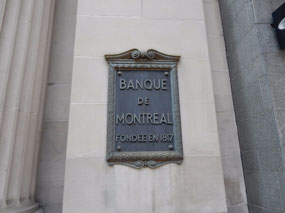 BANQUE
DE
MONTREAL
FONDEE EN 1817